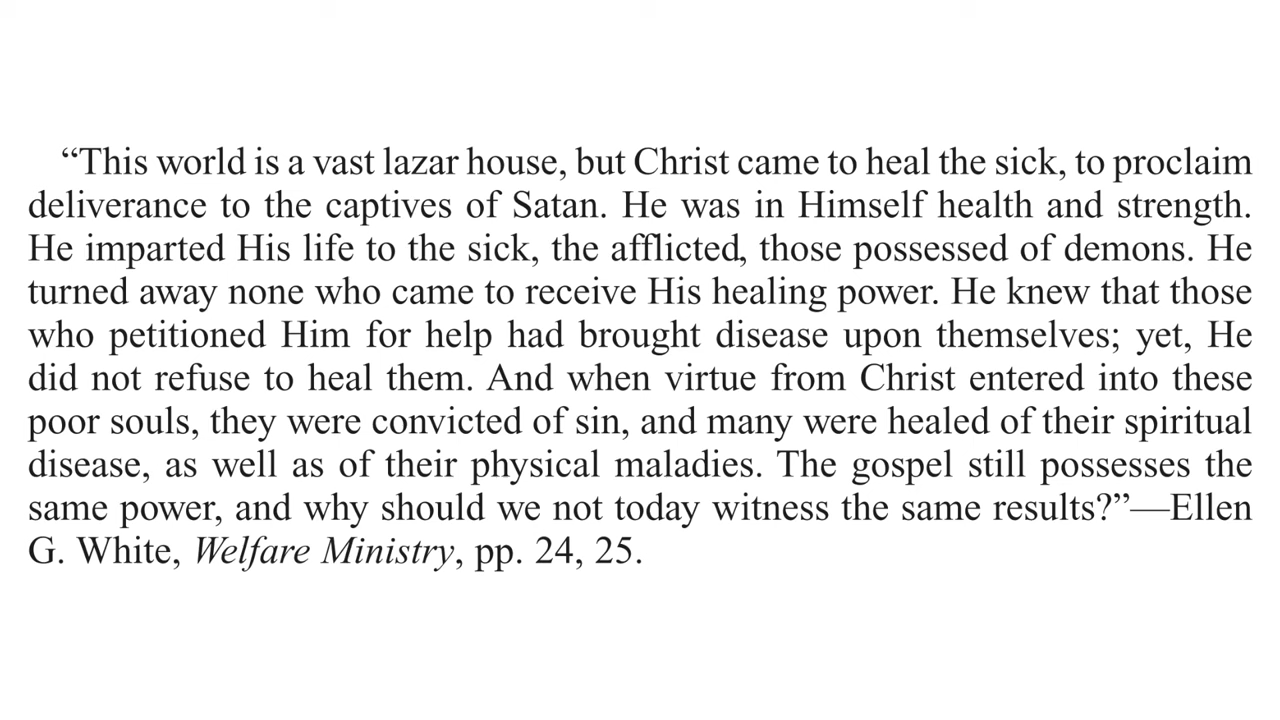 “This world is a vast lazar house, but Christ came to heal the sick, to proclaim
deliverance to the captives of Satan. He was in Himself health and strength.
He imparted His life to the sick, the afflicted, those possessed of demons. He
turned away none who came to receive His healing power. He knew that those
who petitioned Him for help had brought disease upon themselves; yet, He
did not refuse to heal them. And when virtue from Christ entered into these
poor souls, they were convicted of sin, and many were healed of their spiritual
disease, as well as of their physical maladies. The gospel still possesses the
same power, and why should we not today witness the same results?”—Ellen
G. White, Welfare Ministry, pp. 24, 25.